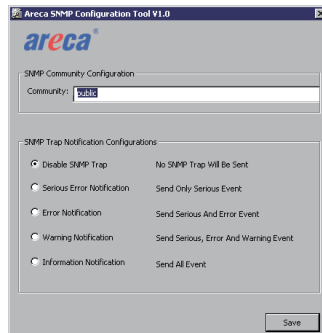 Areca SNMP Configuration Tool V1.0
areca®
SNMP Community Configuration
Community: public
SNMP Trap Notification Configurations
Disable SNMP Trap No SNMP Trap Will Be Sent
Serious Error Notification Send Only Serious Event
Error Notification Send Serious And Error Event
Warning Notification Send Serious, Error And Warning Event
Information Notification Send All Event
Save